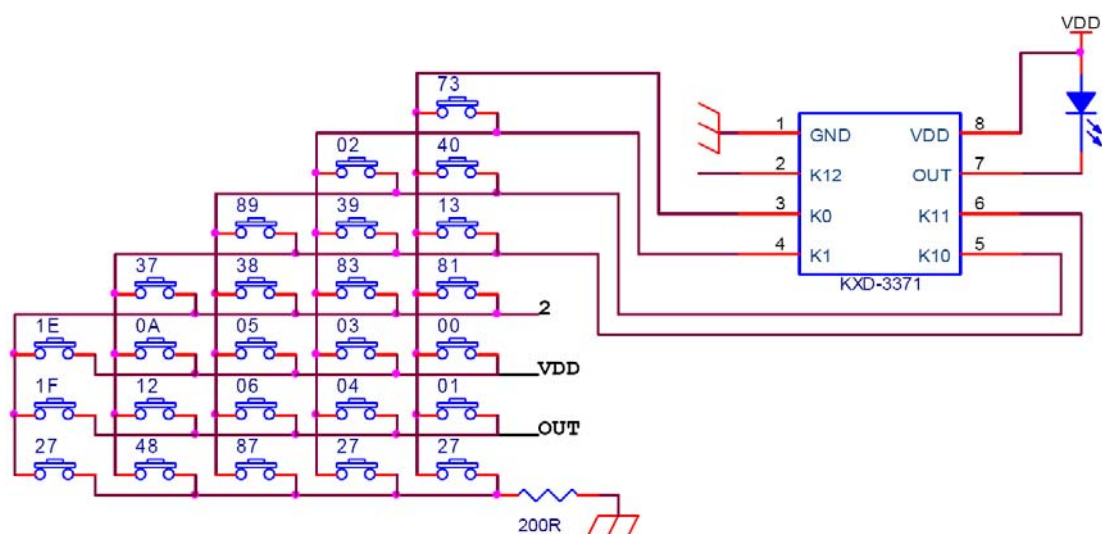 VDD
73
1 GND VDD 8
02 40
2 K12 OUT 7
89 39 13
3 K0 K11 6
4 K1 K10 5
37 38 83 81
KXD-3371
2
1E 0A 05 03 00
VDD
1F 12 06 04 01
OUT
27 48 87 27 27
200R